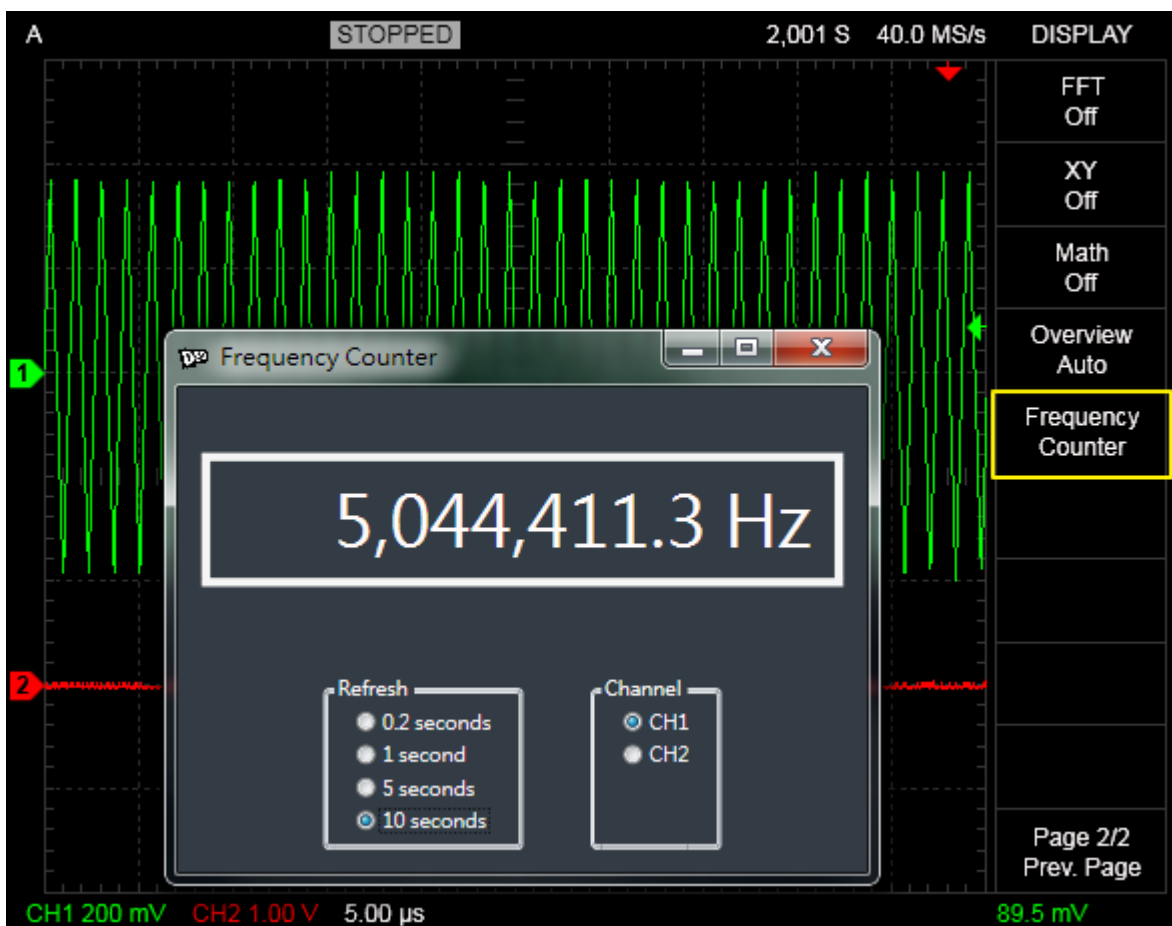 A STOPPED 2,001 S 40.0 MS/s DISPLAY
FFT
Off
XY
Off
Math
Off
Overview
Auto
Frequency
Counter
Page 2/2
Prev. Page
1
2
Frequency Counter
5,044,411.3 Hz
Refresh
0.2 seconds
1 second
5 seconds
10 seconds
Channel
CH1
CH2
CH1 200 mV CH2 1.00 V 5.00 µs 89.5 mV